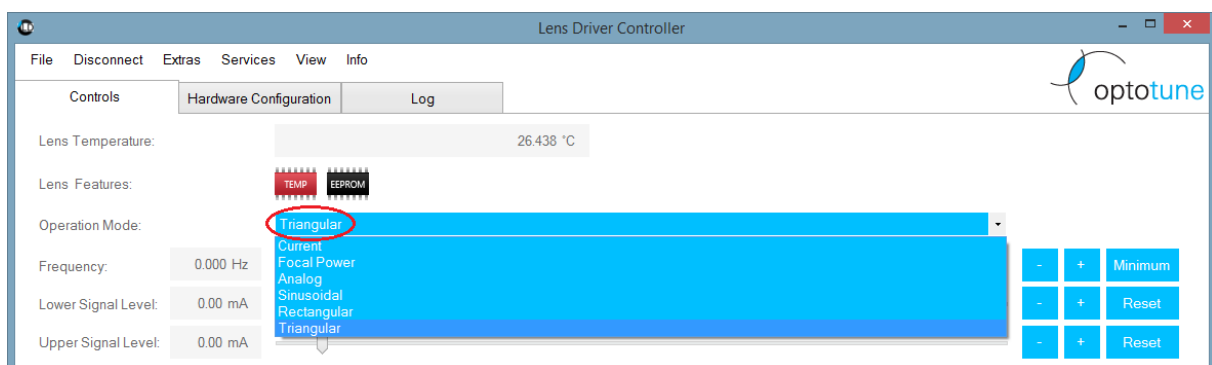 Lens Driver Controller
File Disconnect Extras Services View Info
optotune
Controls Hardware Configuration Log
Lens Temperature: 26.438 °C
Lens Features: TEMP EEPROM
Operation Mode: Triangular
Current
Frequency: 0.000 Hz Focal Power - + Minimum
Analog
Sinusoidal
Lower Signal Level: 0.00 mA Rectangular - + Reset
Triangular
Upper Signal Level: 0.00 mA - + Reset